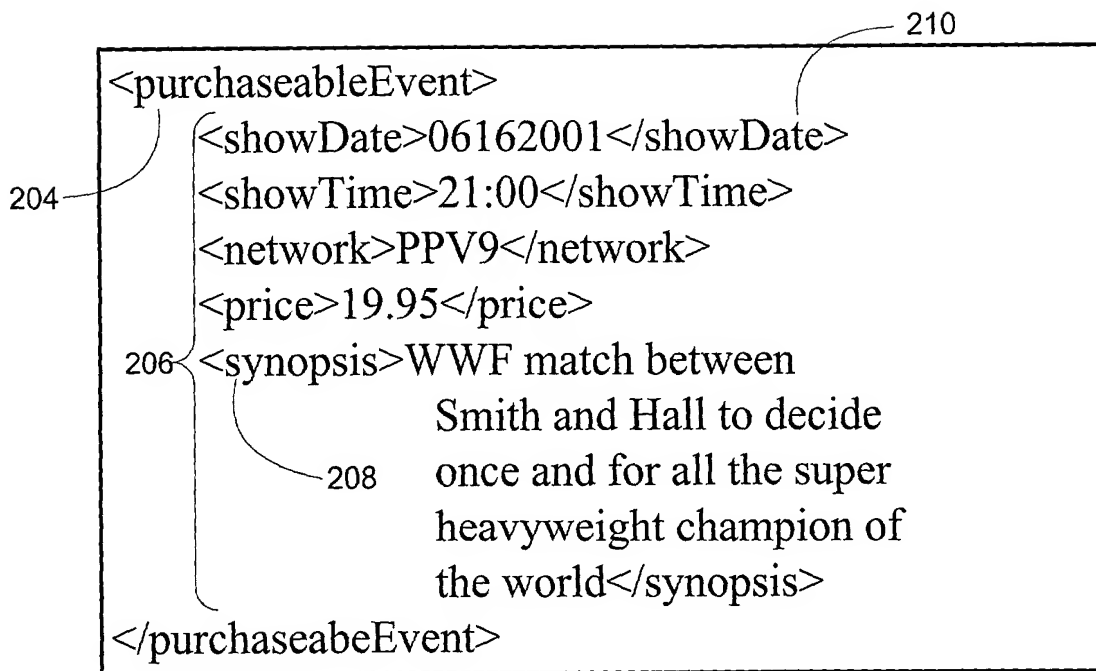 210
<purchaseableEvent>
<showDate>06162001</showDate>
204
<showTime>21:00</showTime>
<network>PPV9</network>
<price>19.95</price>
206
<synopsis>WWF match between
Smith and Hall to decide
208
once and for all the super
heavyweight champion of
the world</synopsis>
</purchaseabeEvent>